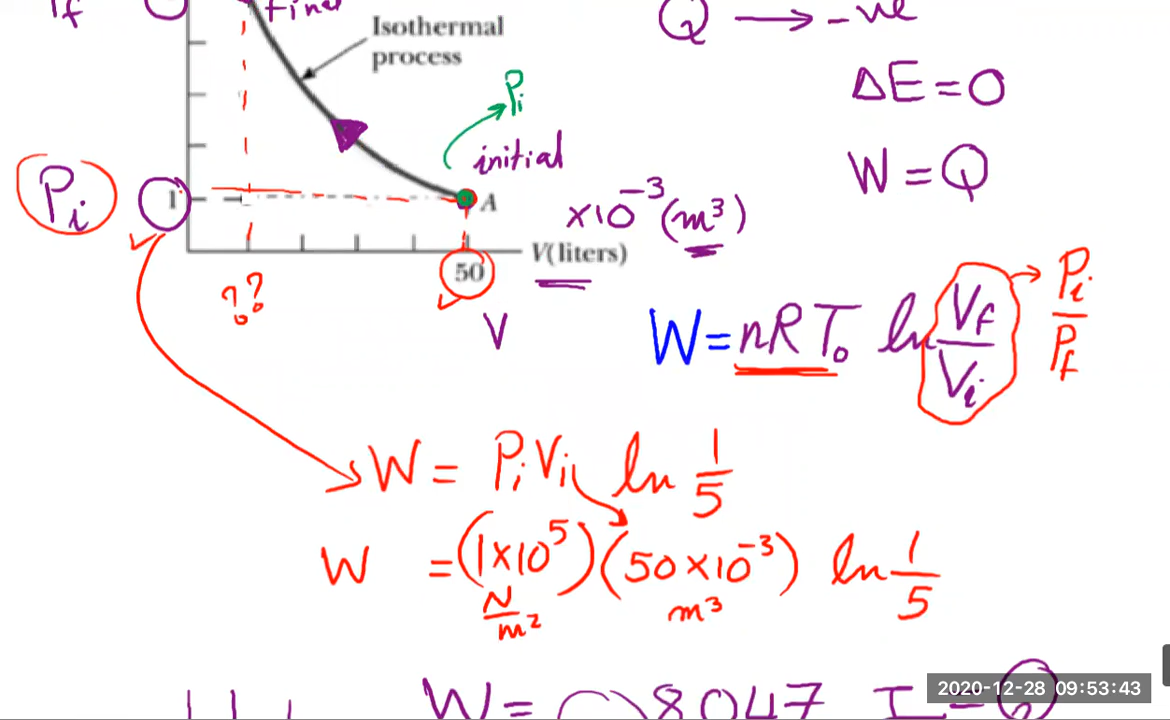 Q → -ve
Isothermal
process
ΔE = 0
Pi
initial
W = Q
Pi
1
A
×10⁻³ (m³)
V(liters)
50
??
V
W = nRT₀ ln Vf/Vi → Pi/Pf
W = PiVi ln 1/5
W = (1×10⁵) (50×10⁻³) ln 1/5
N/m² m³
W = 8047 J = Q
2020-12-28 09:53:43